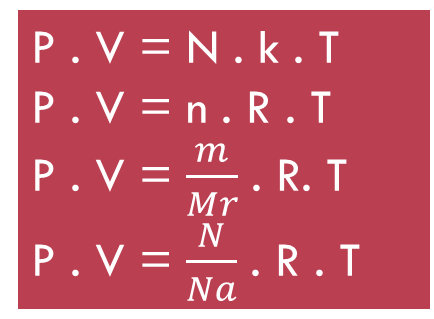 P . V = N . k . T
P . V = n . R . T
P . V = m/Mr . R. T
P . V = N/Na . R . T